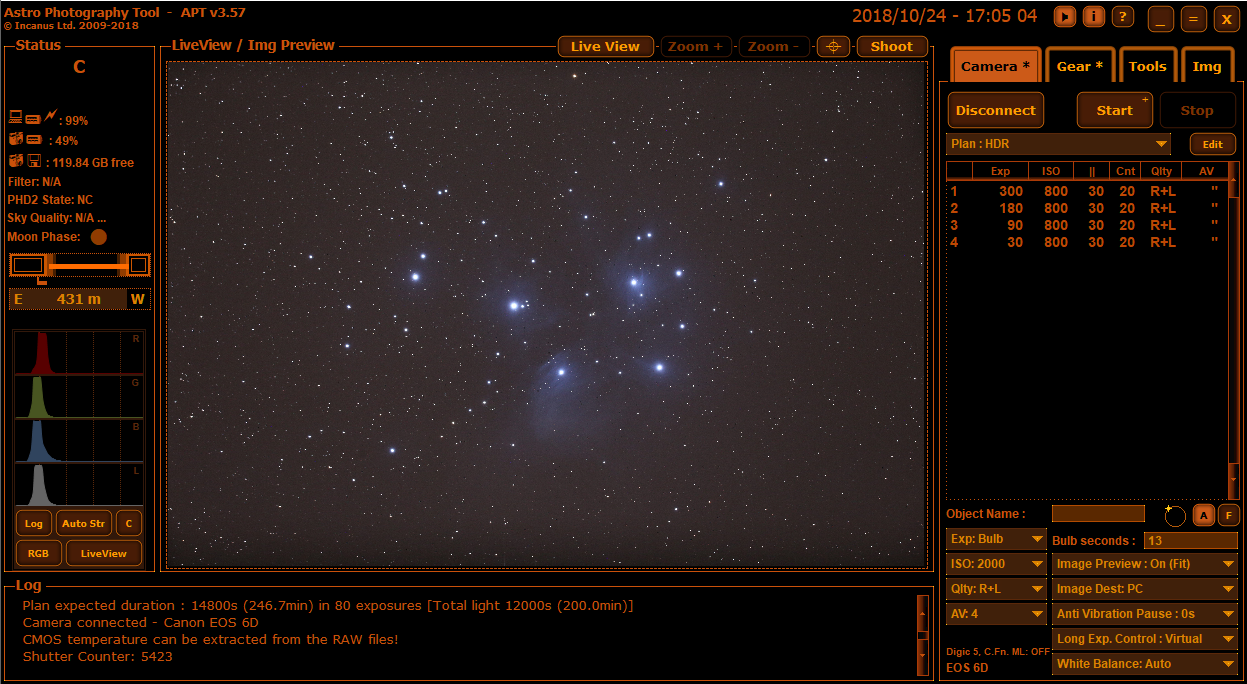 Astro Photography Tool - APT v3.57
© Incanus Ltd. 2009-2018
2018/10/24 - 17:05 04
i
?
_
=
X
Status
C
: 99%
: 49%
: 119.84 GB free
Filter: N/A
PHD2 State: NC
Sky Quality: N/A ...
Moon Phase:
E 431 m W
R
G
B
L
Log Auto Str C
RGB LiveView
LiveView / Img Preview
Live View - Zoom + - Zoom - - Shoot
Camera * Gear * Tools Img
Disconnect Start + Stop
Plan : HDR Edit
Exp ISO || Cnt Qlty AV
1 300 800 30 20 R+L "
2 180 800 30 20 R+L "
3 90 800 30 20 R+L "
4 30 800 30 20 R+L "
Object Name : A F
Exp: Bulb Bulb seconds : 13
ISO: 2000 Image Preview : On (Fit)
Qlty: R+L Image Dest: PC
AV: 4 Anti Vibration Pause : 0s
Long Exp. Control : Virtual
Digic 5, C.Fn. ML: OFF
EOS 6D White Balance: Auto
Log
Plan expected duration : 14800s (246.7min) in 80 exposures [Total light 12000s (200.0min)]
Camera connected - Canon EOS 6D
CMOS temperature can be extracted from the RAW files!
Shutter Counter: 5423